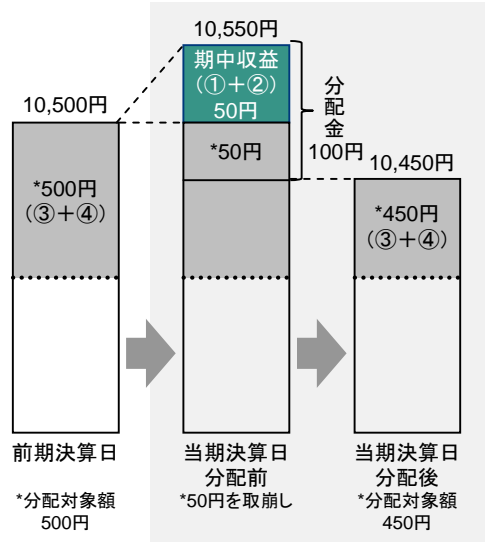 10,550円
期中収益
（①＋②）
50円
分配金
100円
10,500円
*50円
10,450円
*500円
（③＋④）
*450円
（③＋④）
前期決算日
*分配対象額
500円
当期決算日
分配前
*50円を取崩し
当期決算日
分配後
*分配対象額
450円